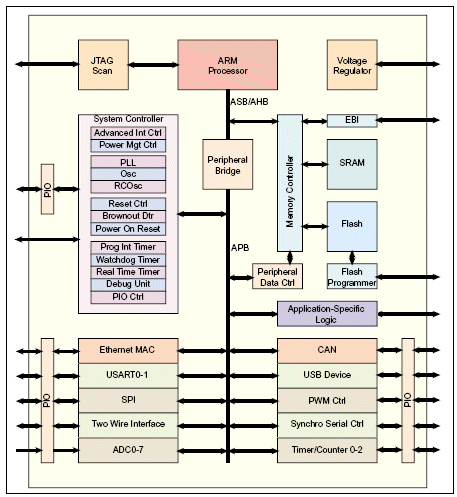 JTAG
Scan
ARM
Processor
Voltage
Regulator
ASB/AHB
System Controller
Advanced Int Ctrl
Power Mgt Ctrl
PLL
Osc
RCOsc
Reset Ctrl
Brownout Dtr
Power On Reset
Prog Int Timer
Watchdog Timer
Real Time Timer
Debug Unit
PIO Ctrl
PIO
Peripheral
Bridge
APB
Memory Controller
EBI
SRAM
Flash
Peripheral
Data Ctrl
Flash
Programmer
Application-Specific
Logic
PIO
Ethernet MAC
USART0-1
SPI
Two Wire Interface
ADC0-7
CAN
USB Device
PWM Ctrl
Synchro Serial Ctrl
Timer/Counter 0-2
PIO